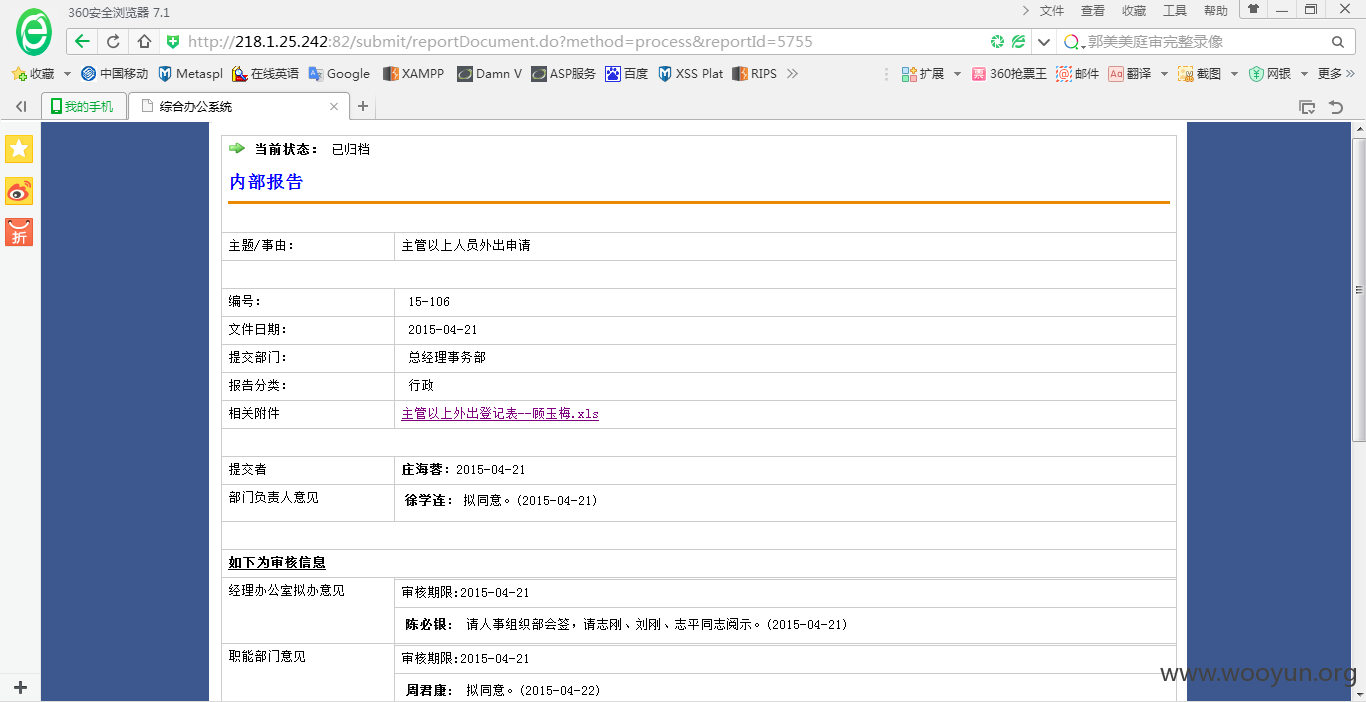 360安全浏览器 7.1
文件 查看 收藏 工具 帮助
http://218.1.25.242:82/submit/reportDocument.do?method=process&reportId=5755
郭美美庭审完整录像
收藏 中国移动 Metaspl 在线英语 Google XAMPP Damn V ASP服务 百度 XSS Plat RIPS 扩展 360抢票王 邮件 翻译 截图 网银 更多
我的手机 综合办公系统
折
当前状态： 已归档
内部报告
主题/事由： 主管以上人员外出申请
编号： 15-106
文件日期： 2015-04-21
提交部门： 总经理事务部
报告分类： 行政
相关附件 主管以上外出登记表--顾玉梅.xls
提交者 庄海蓉：2015-04-21
部门负责人意见 徐学连： 拟同意。(2015-04-21)
如下为审核信息
经理办公室拟办意见 审核期限:2015-04-21
陈必银： 请人事组织部会签，请志刚、刘刚、志平同志阅示。(2015-04-21)
职能部门意见 审核期限:2015-04-21
周君康： 拟同意。(2015-04-22)
www.wooyun.org